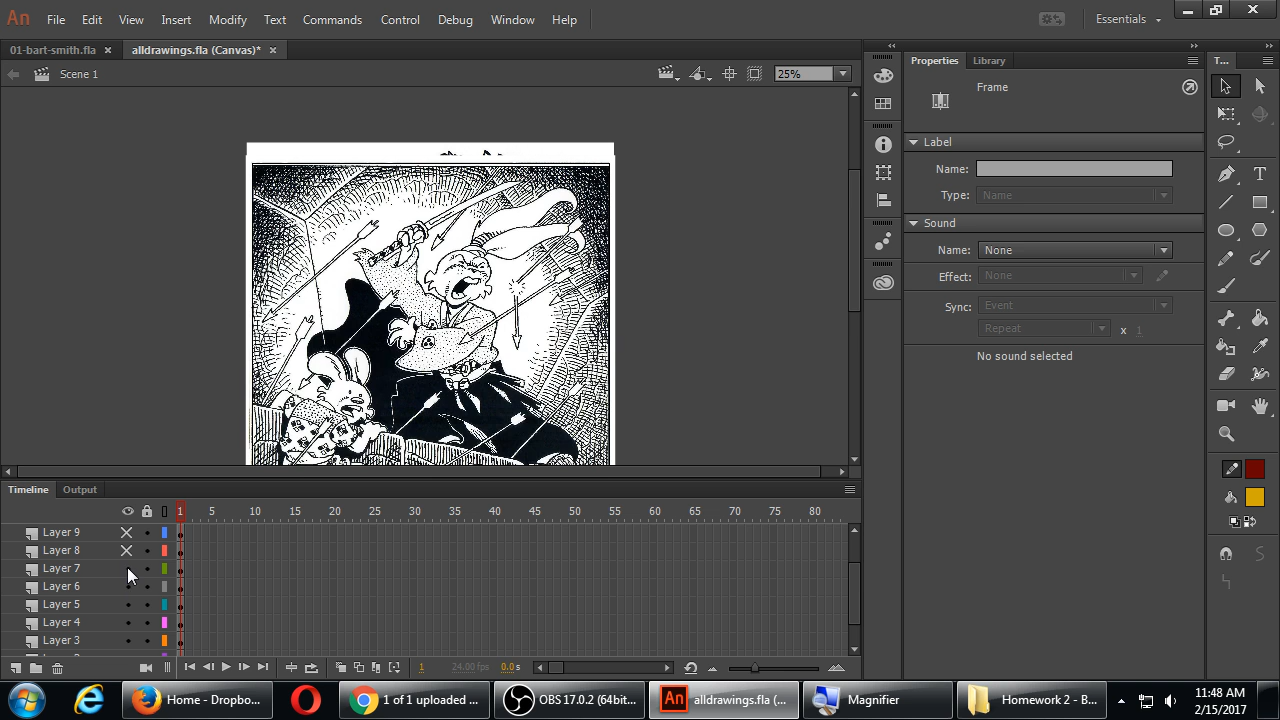 An File Edit View Insert Modify Text Commands Control Debug Window Help Essentials
01-bart-smith.fla × alldrawings.fla (Canvas)* ×
Scene 1 25%
Properties Library T...
Frame
Label
Name:
Type: Name
Sound
Name: None
Effect: None
Sync: Event
Repeat x 1
No sound selected
Timeline Output
1 5 10 15 20 25 30 35 40 45 50 55 60 65 70 75 80
Layer 9
Layer 8
Layer 7
Layer 6
Layer 5
Layer 4
Layer 3
1 24.00 fps 0.0 s
Home - Dropbo... 1 of 1 uploaded ... OBS 17.0.2 (64bit... An alldrawings.fla (... Magnifier Homework 2 - B...
11:48 AM
2/15/2017